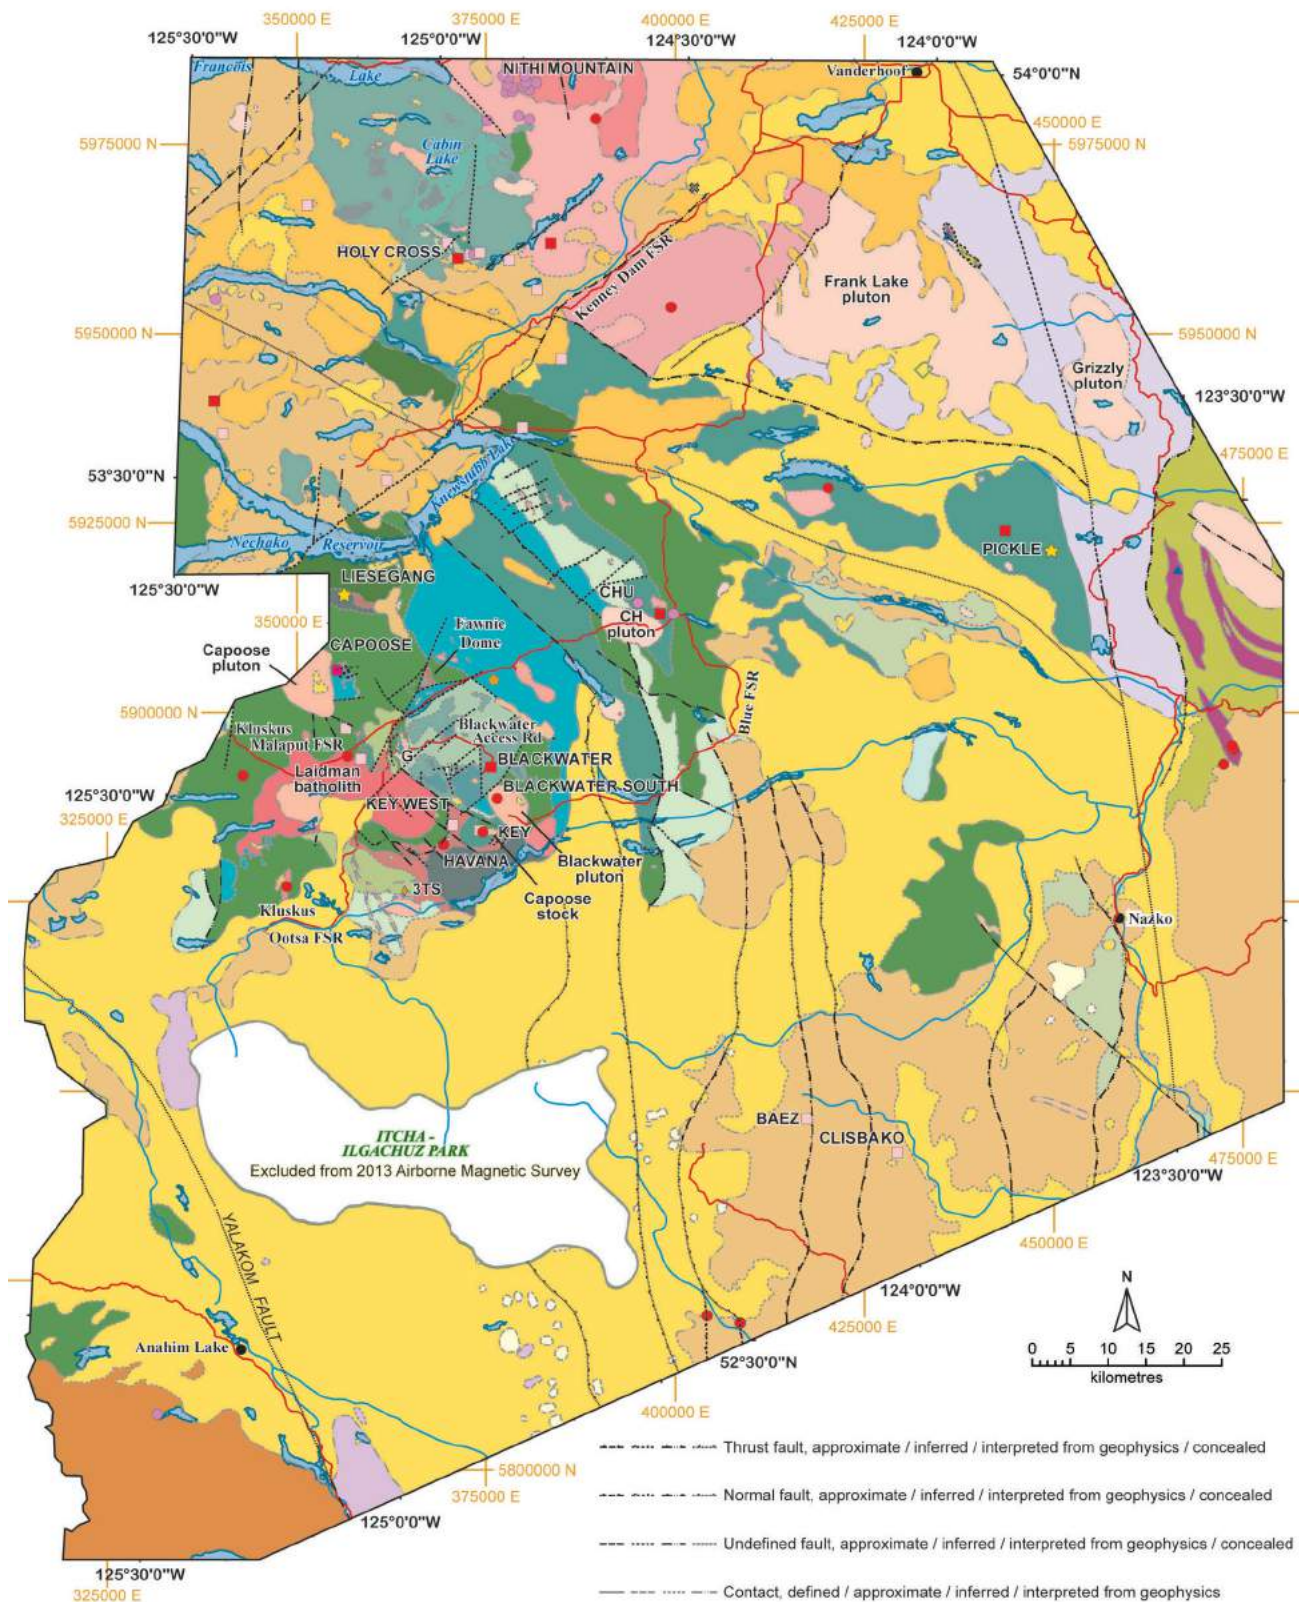 350000 E
375000 E
400000 E
425000 E
125°30'0"W
125°0'0"W
124°30'0"W
124°0'0"W
Francois
Lake
NITHI MOUNTAIN
Vanderhoof
54°0'0"N
450000 E
5975000 N
5975000 N
Cabin
Lake
HOLY CROSS
Kenney Dam FSR
Frank Lake
pluton
5950000 N
5950000 N
Grizzly
pluton
123°30'0"W
475000 E
53°30'0"N
Knewstubb Lake
5925000 N
Nechako
Reservoir
PICKLE
125°30'0"W
LIESEGANG
350000 E
CHU
CH
pluton
Fawnie
Dome
CAPOOSE
Capoose
pluton
Blue FSR
5900000 N
Kluskus
Malaput FSR
Blackwater
Access Rd
G
BLACKWATER
Laidman
batholith
BLACKWATER SOUTH
125°30'0"W
325000 E
KEY WEST
KEY
HAVANA
Blackwater
pluton
3TS
Capoose
stock
Kluskus
Ootsa FSR
Nazko
BAEZ
CLISBAKO
ITCHA -
ILGACHUZ PARK
Excluded from 2013 Airborne Magnetic Survey
475000 E
123°30'0"W
450000 E
YALAKOM FAULT
124°0'0"W
425000 E
N
Anahim Lake
52°30'0"N
0 5 10 15 20 25
kilometres
400000 E
Thrust fault, approximate / inferred / interpreted from geophysics / concealed
5800000 N
375000 E
Normal fault, approximate / inferred / interpreted from geophysics / concealed
125°0'0"W
Undefined fault, approximate / inferred / interpreted from geophysics / concealed
125°30'0"W
325000 E
Contact, defined / approximate / inferred / interpreted from geophysics